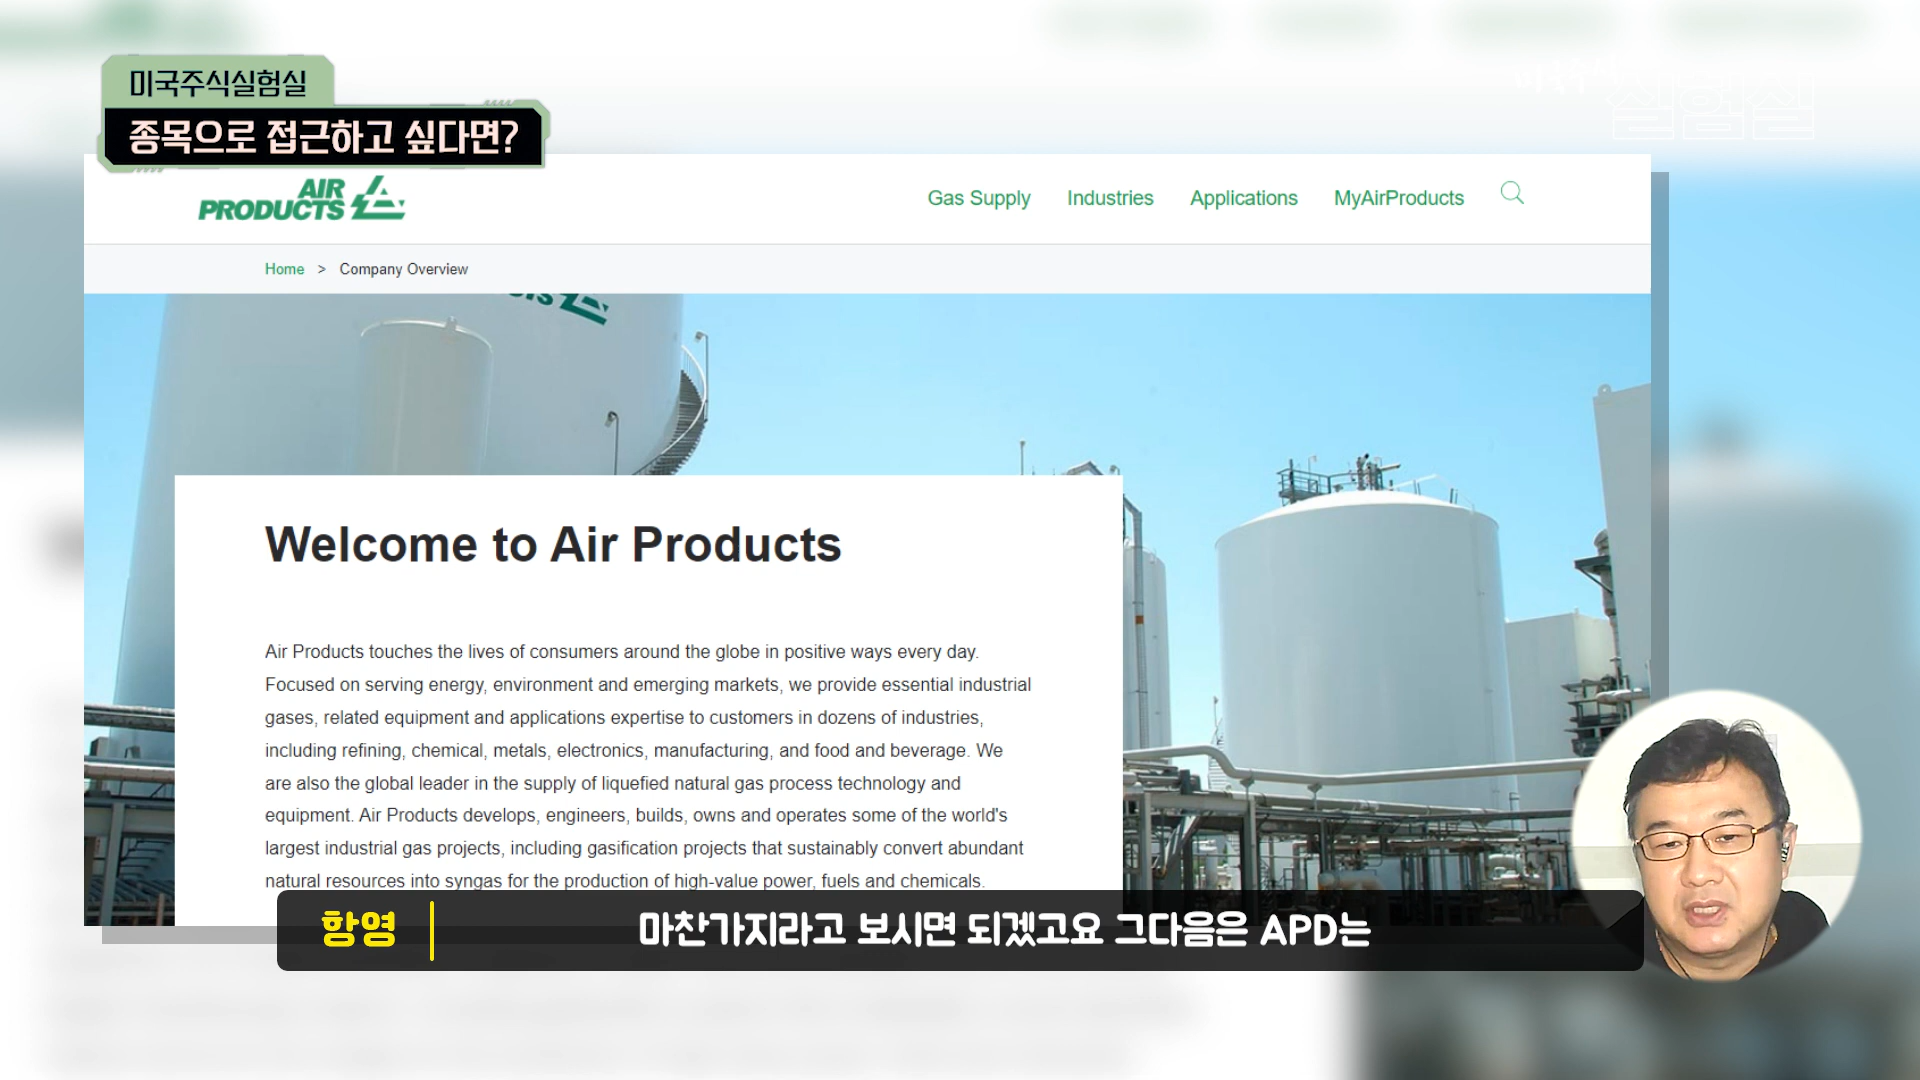 미국주식실험실
종목으로 접근하고 싶다면?
미국주식
실험실
AIR
PRODUCTS
Gas Supply
Industries
Applications
MyAirProducts
Home > Company Overview
Welcome to Air Products
Air Products touches the lives of consumers around the globe in positive ways every day.
Focused on serving energy, environment and emerging markets, we provide essential industrial
gases, related equipment and applications expertise to customers in dozens of industries,
including refining, chemical, metals, electronics, manufacturing, and food and beverage. We
are also the global leader in the supply of liquefied natural gas process technology and
equipment. Air Products develops, engineers, builds, owns and operates some of the world's
largest industrial gas projects, including gasification projects that sustainably convert abundant
natural resources into syngas for the production of high-value power, fuels and chemicals.
항영
마찬가지라고 보시면 되겠고요 그다음은 APD는